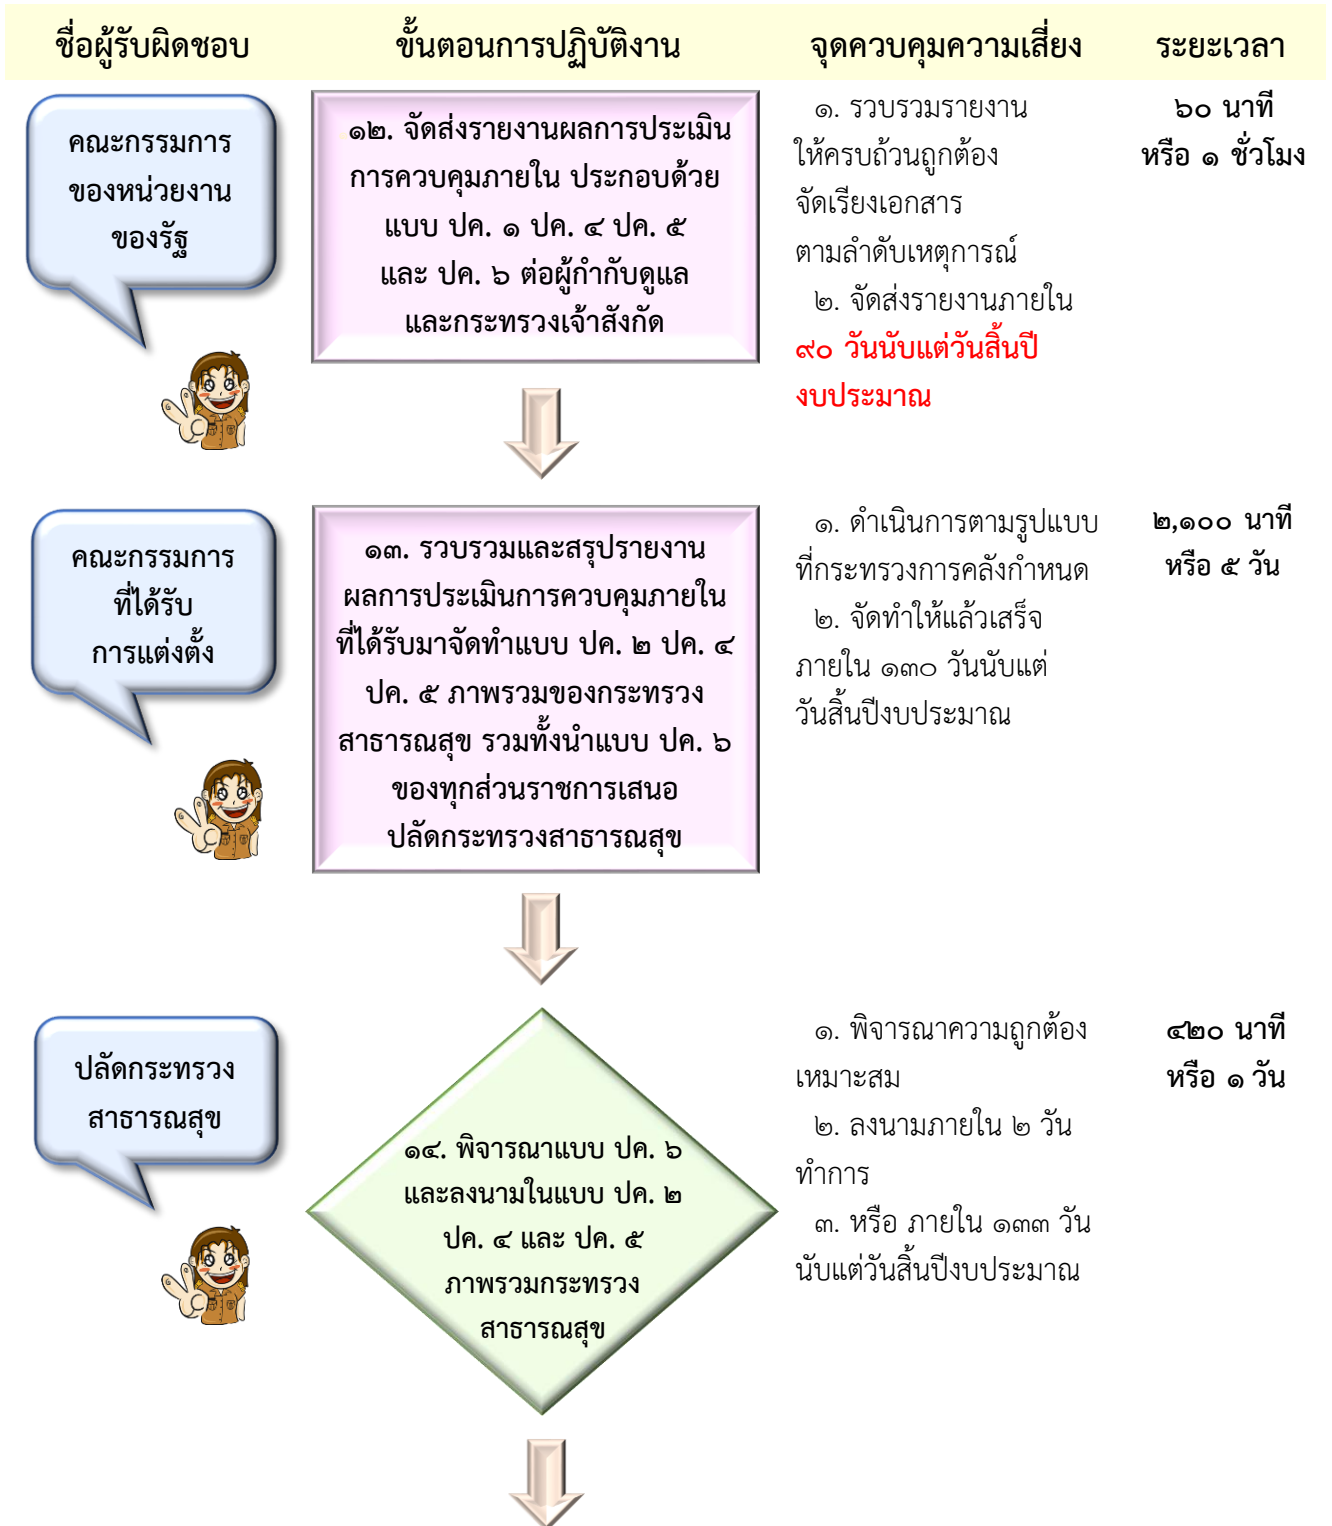 ชื่อผู้รับผิดชอบ ขั้นตอนการปฏิบัติงาน จุดควบคุมความเสี่ยง ระยะเวลา
คณะกรรมการ
ของหน่วยงาน
ของรัฐ
๑๒. จัดส่งรายงานผลการประเมิน
การควบคุมภายใน ประกอบด้วย
แบบ ปค. ๑ ปค. ๔ ปค. ๕
และ ปค. ๖ ต่อผู้กำกับดูแล
และกระทรวงเจ้าสังกัด
๑. รวบรวมรายงาน
ให้ครบถ้วนถูกต้อง
จัดเรียงเอกสาร
ตามลำดับเหตุการณ์
๒. จัดส่งรายงานภายใน
๙๐ วันนับแต่วันสิ้นปี
งบประมาณ
๖๐ นาที
หรือ ๑ ชั่วโมง
คณะกรรมการ
ที่ได้รับ
การแต่งตั้ง
๑๓. รวบรวมและสรุปรายงาน
ผลการประเมินการควบคุมภายใน
ที่ได้รับมาจัดทำแบบ ปค. ๒ ปค. ๔
ปค. ๕ ภาพรวมของกระทรวง
สาธารณสุข รวมทั้งนำแบบ ปค. ๖
ของทุกส่วนราชการเสนอ
ปลัดกระทรวงสาธารณสุข
๑. ดำเนินการตามรูปแบบ
ที่กระทรวงการคลังกำหนด
๒. จัดทำให้แล้วเสร็จ
ภายใน ๑๓๐ วันนับแต่
วันสิ้นปีงบประมาณ
๒,๑๐๐ นาที
หรือ ๕ วัน
ปลัดกระทรวง
สาธารณสุข
๑๔. พิจารณาแบบ ปค. ๖
และลงนามในแบบ ปค. ๒
ปค. ๔ และ ปค. ๕
ภาพรวมกระทรวง
สาธารณสุข
๑. พิจารณาความถูกต้อง
เหมาะสม
๒. ลงนามภายใน ๒ วัน
ทำการ
๓. หรือ ภายใน ๑๓๓ วัน
นับแต่วันสิ้นปีงบประมาณ
๔๒๐ นาที
หรือ ๑ วัน